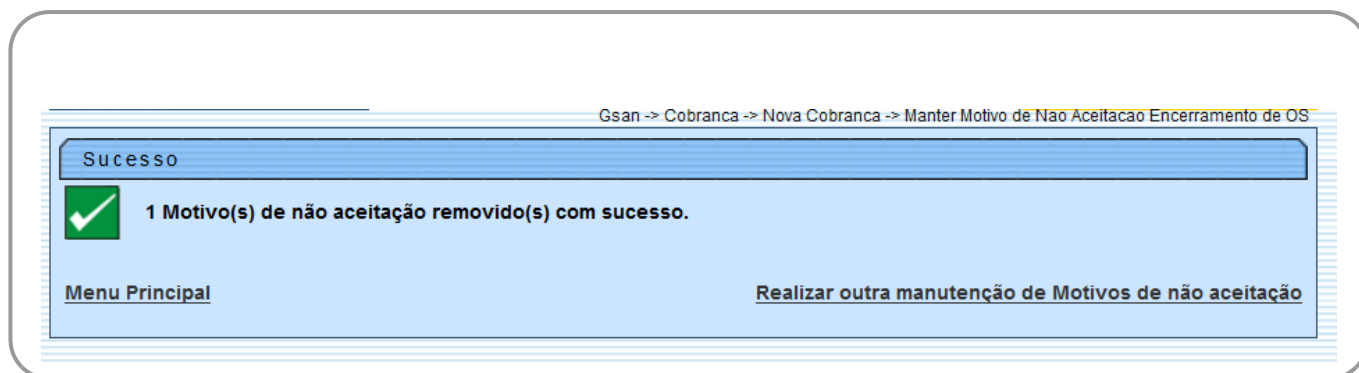 Gsan -> Cobranca -> Nova Cobranca -> Manter Motivo de Nao Aceitacao Encerramento de OS
Sucesso
1 Motivo(s) de não aceitação removido(s) com sucesso.
Menu Principal
Realizar outra manutenção de Motivos de não aceitação